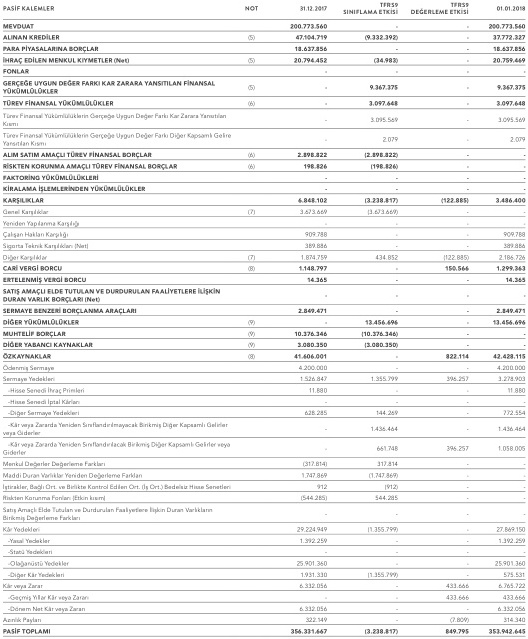 PASİF KALEMLER NOT 31.12.2017 TFRS9 SINIFLAMA ETKİSİ TFRS9 DEĞERLEME ETKİSİ 01.01.2018
MEVDUAT 200.773.560 - - 200.773.560
ALINAN KREDİLER (5) 47.104.719 (9.332.392) - 37.772.327
PARA PİYASALARINA BORÇLAR 18.637.856 - - 18.637.856
İHRAÇ EDİLEN MENKUL KIYMETLER (Net) (5) 20.794.452 (34.983) - 20.759.469
FONLAR - - - -
GERÇEĞE UYGUN DEĞER FARKI KAR ZARARA YANSITILAN FİNANSAL
YÜKÜMLÜLÜKLER (5) - 9.367.375 - 9.367.375
TÜREV FİNANSAL YÜKÜMLÜLÜKLER (6) - 3.097.648 - 3.097.648
Türev Finansal Yükümlülüklerin Gerçeğe Uygun Değer Farkı Kar Zarara Yansıtılan
Kısmı - 3.095.569 - 3.095.569
Türev Finansal Yükümlülüklerin Gerçeğe Uygun Değer Farkı Diğer Kapsamlı Gelire
Yansıtılan Kısmı - 2.079 - 2.079
ALIM SATIM AMAÇLI TÜREV FİNANSAL BORÇLAR (6) 2.898.822 (2.898.822) - -
RİSKTEN KORUNMA AMAÇLI TÜREV FİNANSAL BORÇLAR (6) 198.826 (198.826) - -
FAKTORİNG YÜKÜMLÜLÜKLERİ - - - -
KİRALAMA İŞLEMLERİNDEN YÜKÜMLÜLÜKLER - - - -
KARŞILIKLAR 6.848.102 (3.238.817) (122.885) 3.486.400
Genel Karşılıklar (7) 3.673.669 (3.673.669) - -
Yeniden Yapılanma Karşılığı - - - -
Çalışan Hakları Karşılığı 909.788 - - 909.788
Sigorta Teknik Karşılıkları (Net) 389.886 - - 389.886
Diğer Karşılıklar (7) 1.874.759 434.852 (122.885) 2.186.726
CARİ VERGİ BORCU (8) 1.148.797 - 150.566 1.299.363
ERTELENMİŞ VERGİ BORCU 14.365 - - 14.365
SATIŞ AMAÇLI ELDE TUTULAN VE DURDURULAN FAALİYETLERE İLİŞKİN
DURAN VARLIK BORÇLARI (Net) - - - -
SERMAYE BENZERİ BORÇLANMA ARAÇLARI 2.849.471 - - 2.849.471
DİĞER YÜKÜMLÜLÜKLER (9) - 13.456.696 - 13.456.696
MUHTELİF BORÇLAR (9) 10.376.346 (10.376.346) - -
DİĞER YABANCI KAYNAKLAR (9) 3.080.350 (3.080.350) - -
ÖZKAYNAKLAR (8) 41.606.001 - 822.114 42.428.115
Ödenmiş Sermaye 4.200.000 - - 4.200.000
Sermaye Yedekleri 1.526.847 1.355.799 396.257 3.278.903
-Hisse Senedi İhraç Primleri 11.880 - - 11.880
-Hisse Senedi İptal Kârları - - - -
-Diğer Sermaye Yedekleri 628.285 144.269 - 772.554
-Kâr veya Zararda Yeniden Sınıflandırılmayacak Birikmiş Diğer Kapsamlı Gelirler
veya Giderler - 1.436.464 - 1.436.464
-Kâr veya Zararda Yeniden Sınıflandırılacak Birikmiş Diğer Kapsamlı Gelirler veya
Giderler - 661.748 396.257 1.058.005
Menkul Değerler Değerleme Farkları (317.814) 317.814 - -
Maddi Duran Varlıklar Yeniden Değerleme Farkları 1.747.869 (1.747.869) - -
İştirakler, Bağlı Ort. ve Birlikte Kontrol Edilen Ort. (İş Ort.) Bedelsiz Hisse Senetleri 912 (912) - -
Riskten Korunma Fonları (Etkin kısım) (544.285) 544.285 - -
Satış Amaçlı Elde Tutulan ve Durdurulan Faaliyetlere İlişkin Duran Varlıkların
Birikmiş Değerleme Farkları - - - -
Kâr Yedekleri 29.224.949 (1.355.799) - 27.869.150
-Yasal Yedekler 1.392.259 - - 1.392.259
-Statü Yedekleri - - - -
-Olağanüstü Yedekler 25.901.360 - - 25.901.360
-Diğer Kâr Yedekleri 1.931.330 (1.355.799) - 575.531
Kâr veya Zarar 6.332.056 - 433.666 6.765.722
-Geçmiş Yıllar Kâr veya Zararı - - 433.666 433.666
-Dönem Net Kâr veya Zararı 6.332.056 - - 6.332.056
Azınlık Payları 322.149 - (7.809) 314.340
PASİF TOPLAMI 356.331.667 (3.238.817) 849.795 353.942.645